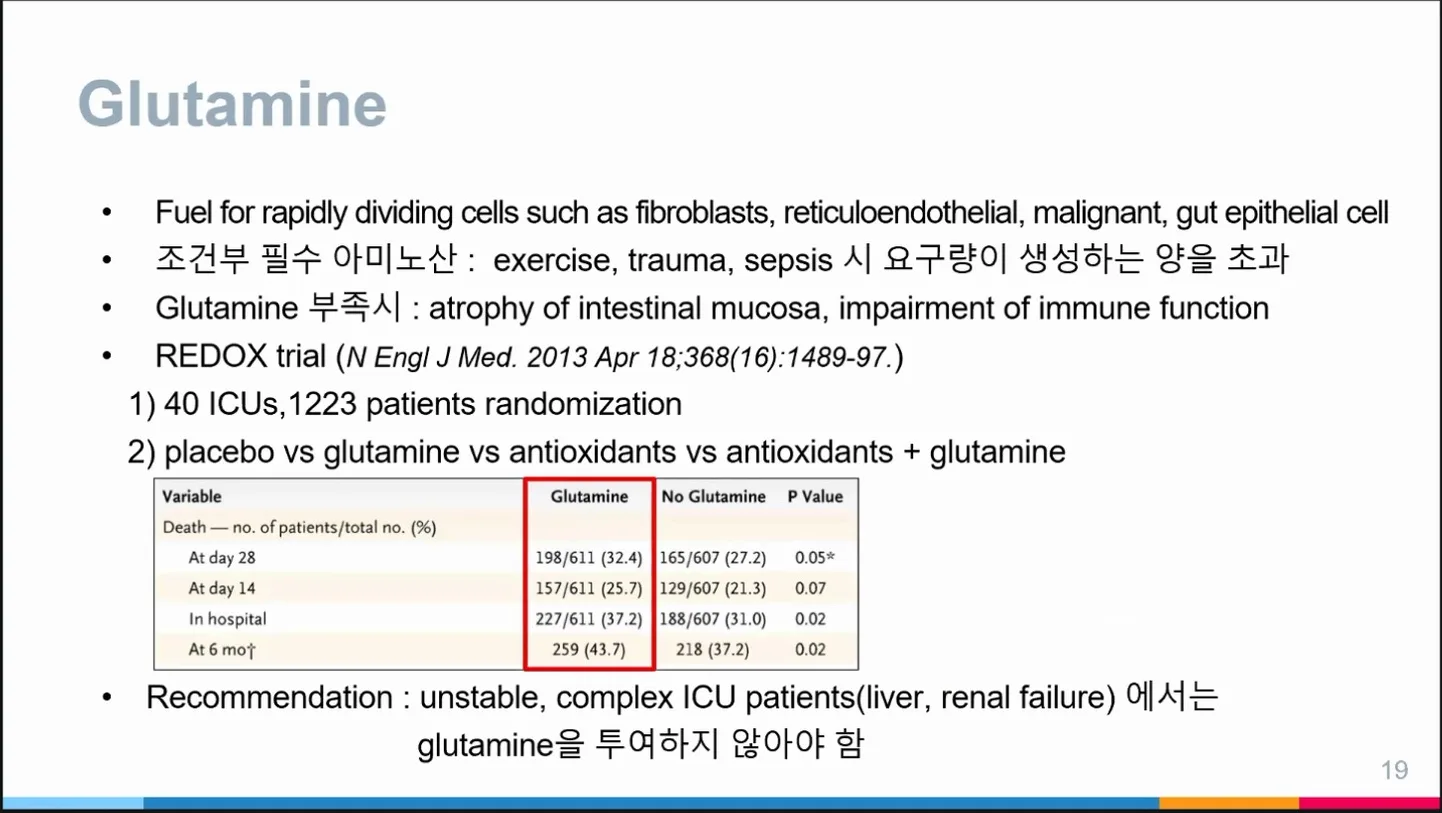 Glutamine
• Fuel for rapidly dividing cells such as fibroblasts, reticuloendothelial, malignant, gut epithelial cell
• 조건부 필수 아미노산 : exercise, trauma, sepsis 시 요구량이 생성하는 양을 초과
• Glutamine 부족시 : atrophy of intestinal mucosa, impairment of immune function
• REDOX trial (N Engl J Med. 2013 Apr 18;368(16):1489-97.)
1) 40 ICUs,1223 patients randomization
2) placebo vs glutamine vs antioxidants vs antioxidants + glutamine
Variable Glutamine No Glutamine P Value
Death — no. of patients/total no. (%)
At day 28 198/611 (32.4) 165/607 (27.2) 0.05*
At day 14 157/611 (25.7) 129/607 (21.3) 0.07
In hospital 227/611 (37.2) 188/607 (31.0) 0.02
At 6 mo† 259 (43.7) 218 (37.2) 0.02
• Recommendation : unstable, complex ICU patients(liver, renal failure) 에서는
glutamine을 투여하지 않아야 함
19